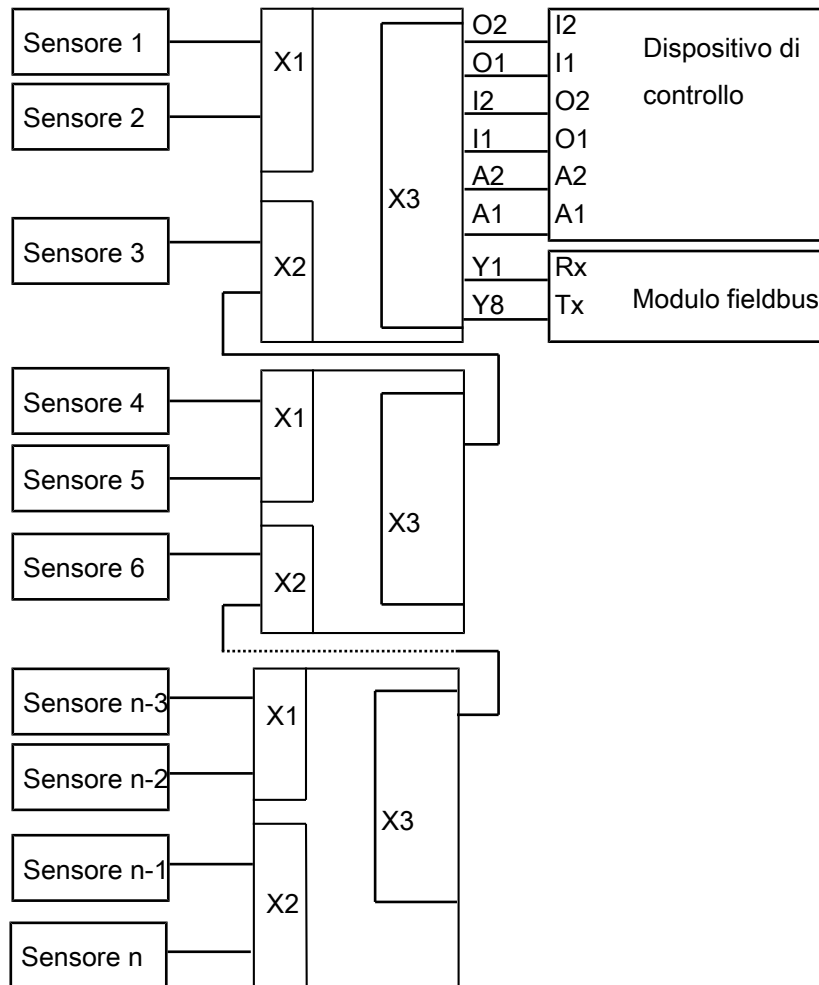 Sensore 1
Sensore 2
Sensore 3
X1
X2
X3
O2
O1
I2
I1
A2
A1
Y1
Y8
I2
I1
O2
O1
A2
A1
Dispositivo di
controllo
Rx
Tx
Modulo fieldbus
Sensore 4
Sensore 5
Sensore 6
X1
X2
X3
Sensore n-3
Sensore n-2
Sensore n-1
Sensore n
X1
X2
X3